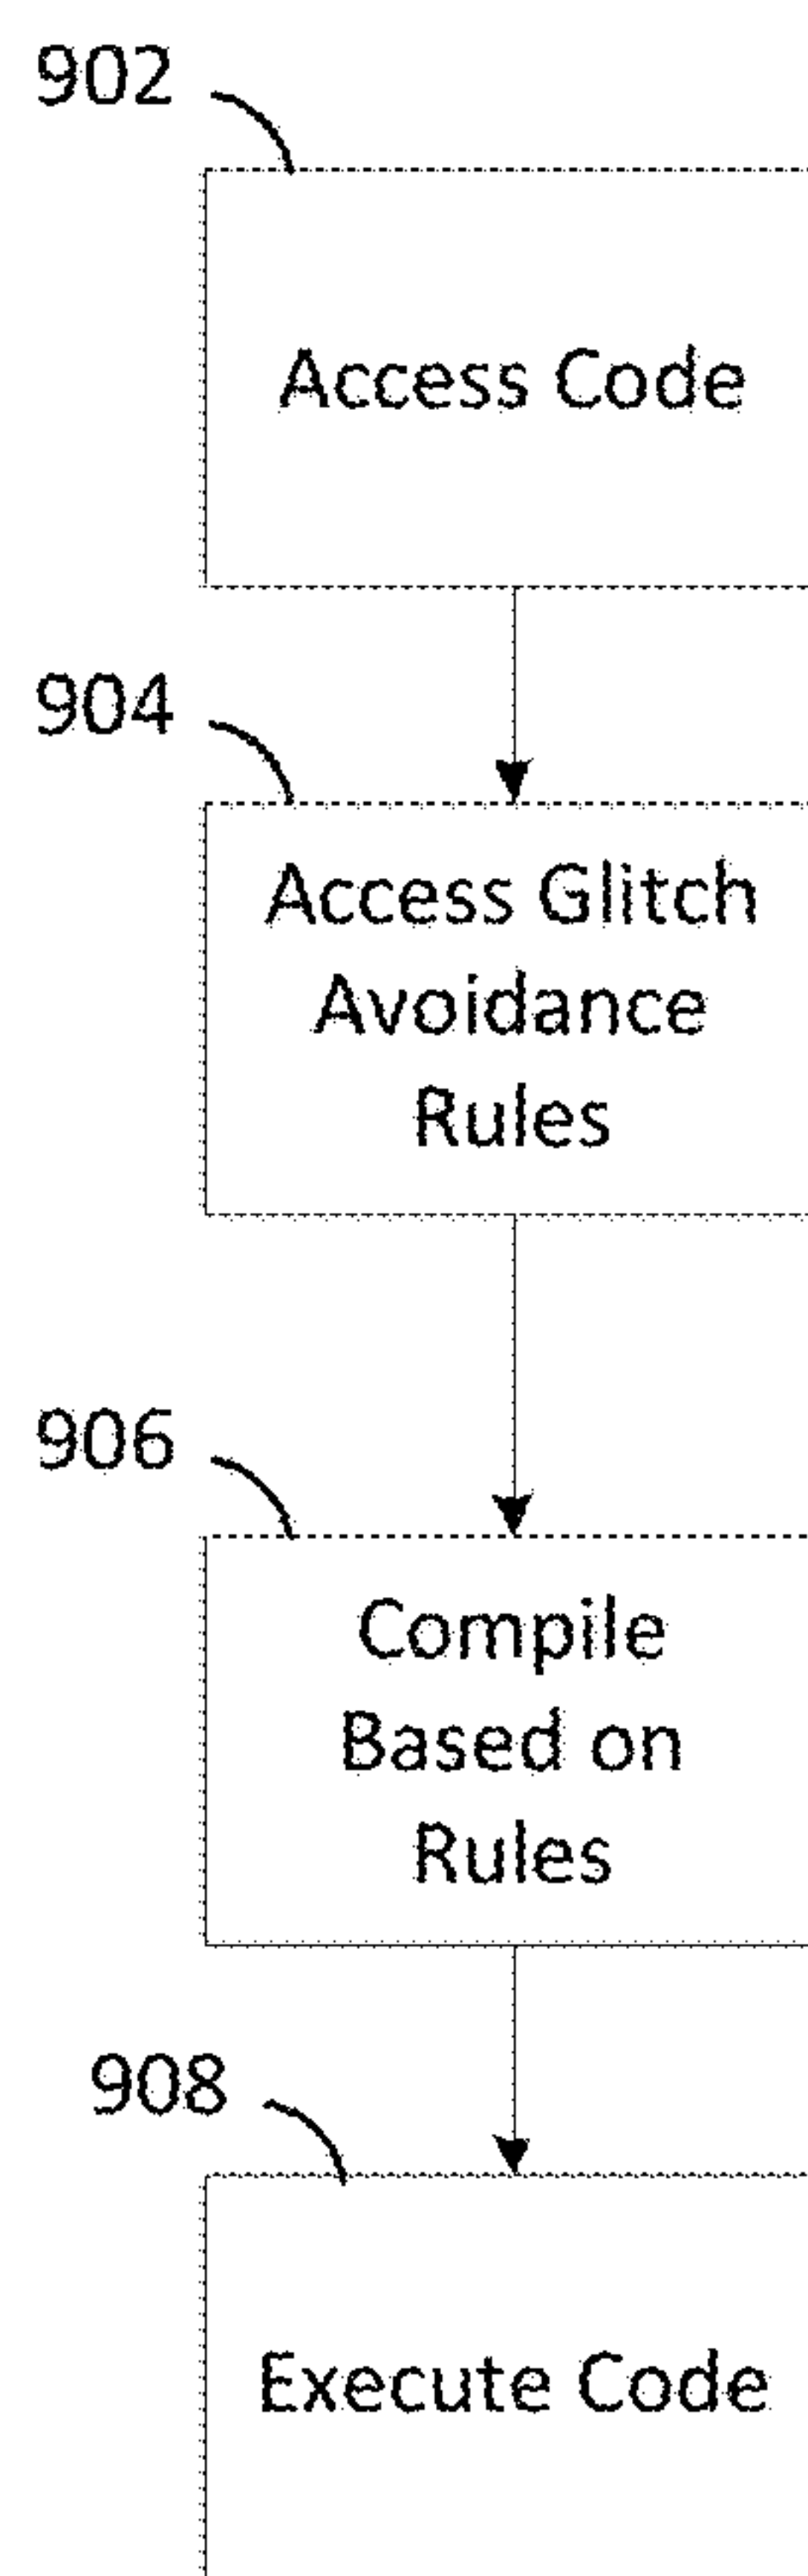 902
Access Code
904
Access Glitch
Avoidance
Rules
906
Compile
Based on
Rules
908
Execute Code